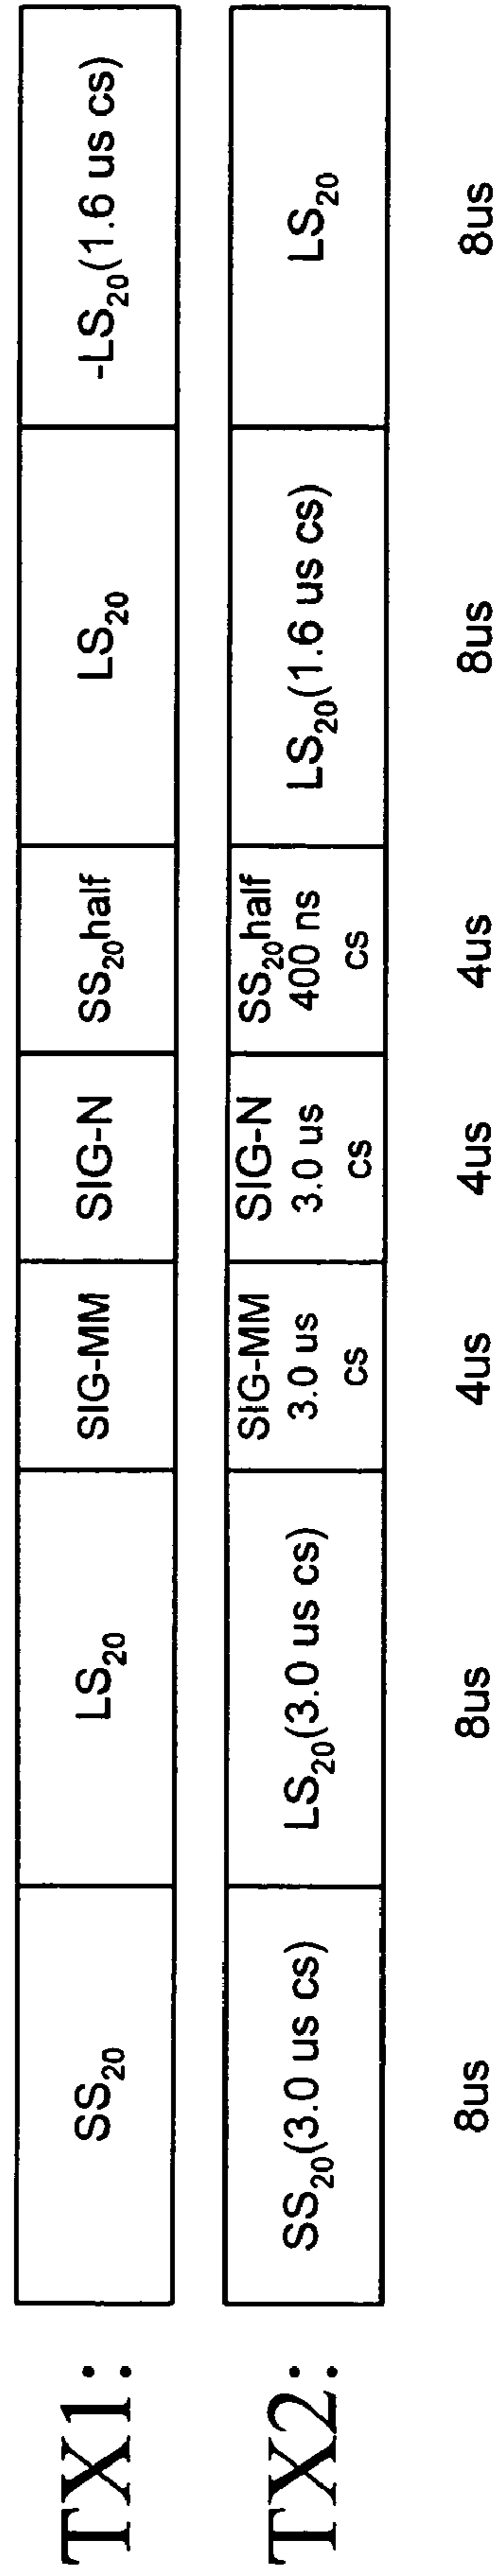 TX1:
SS20
LS20
SIG-MM
SIG-N
SS20half
LS20
-LS20(1.6 us cs)
TX2:
SS20(3.0 us cs)
LS20(3.0 us cs)
SIG-MM
3.0 us
cs
SIG-N
3.0 us
cs
SS20half
400 ns
cs
LS20(1.6 us cs)
LS20
8us
8us
4us
4us
4us
8us
8us